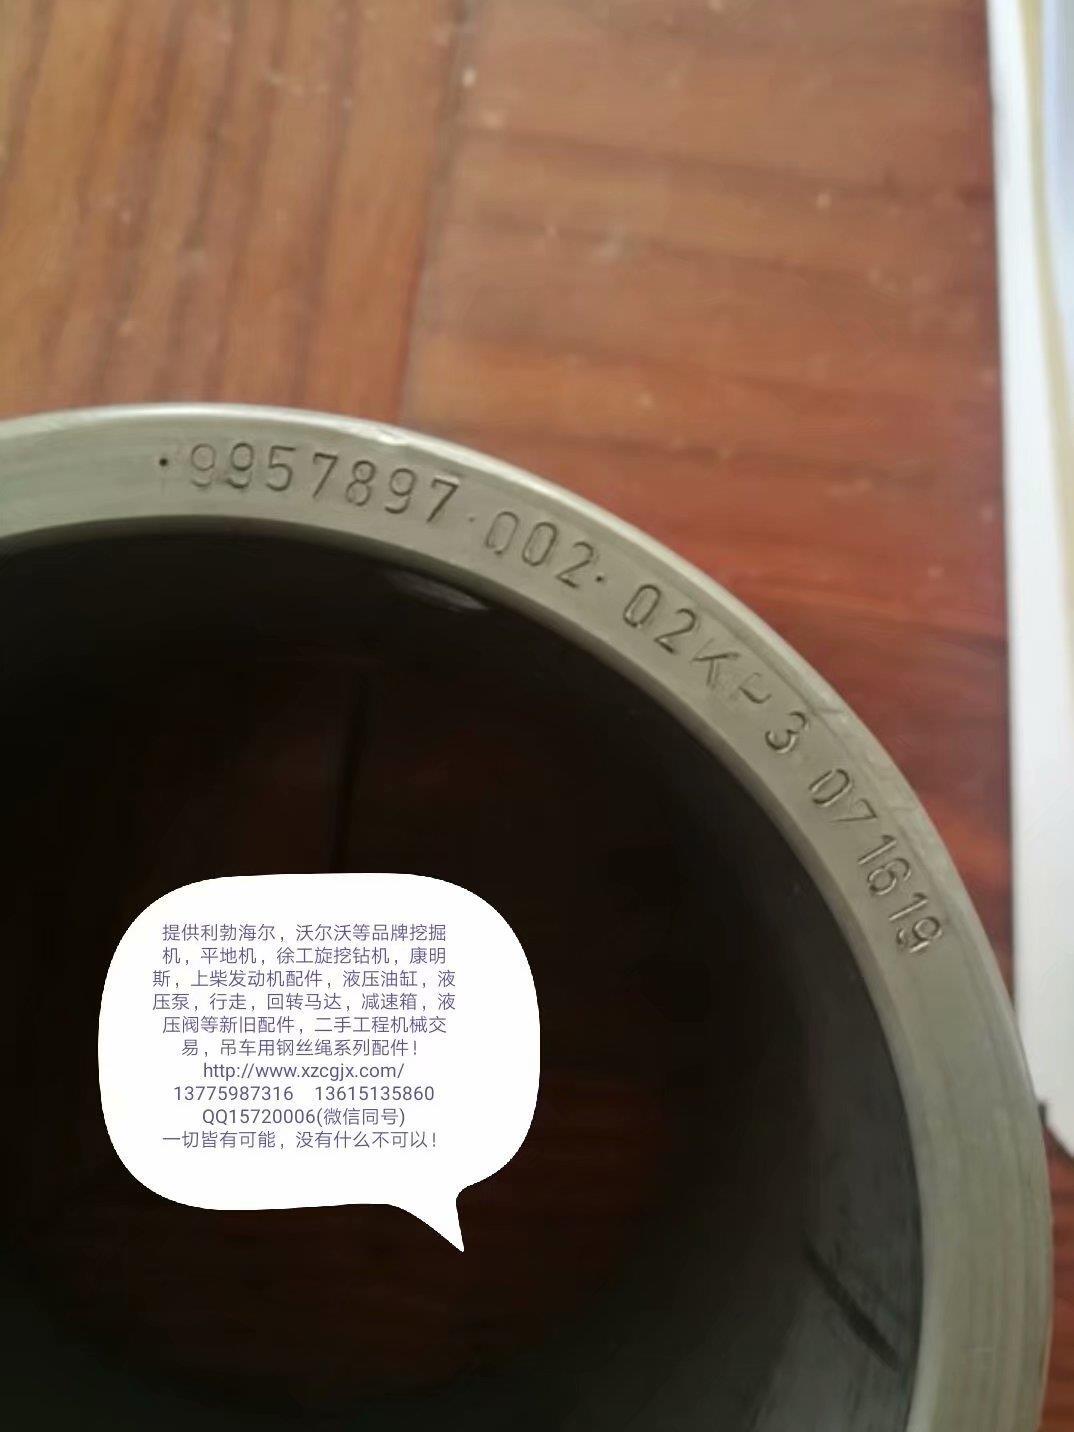 ·9957897·002·02KH3 071619
提供利勃海尔，沃尔沃等品牌挖掘
机，平地机，徐工旋挖钻机，康明
斯，上柴发动机配件，液压油缸，液
压泵，行走，回转马达，减速箱，液
压阀等新旧配件，二手工程机械交
易，吊车用钢丝绳系列配件！
http://www.xzcgjx.com/
13775987316 13615135860
QQ15720006(微信同号)
一切皆有可能，没有什么不可以！